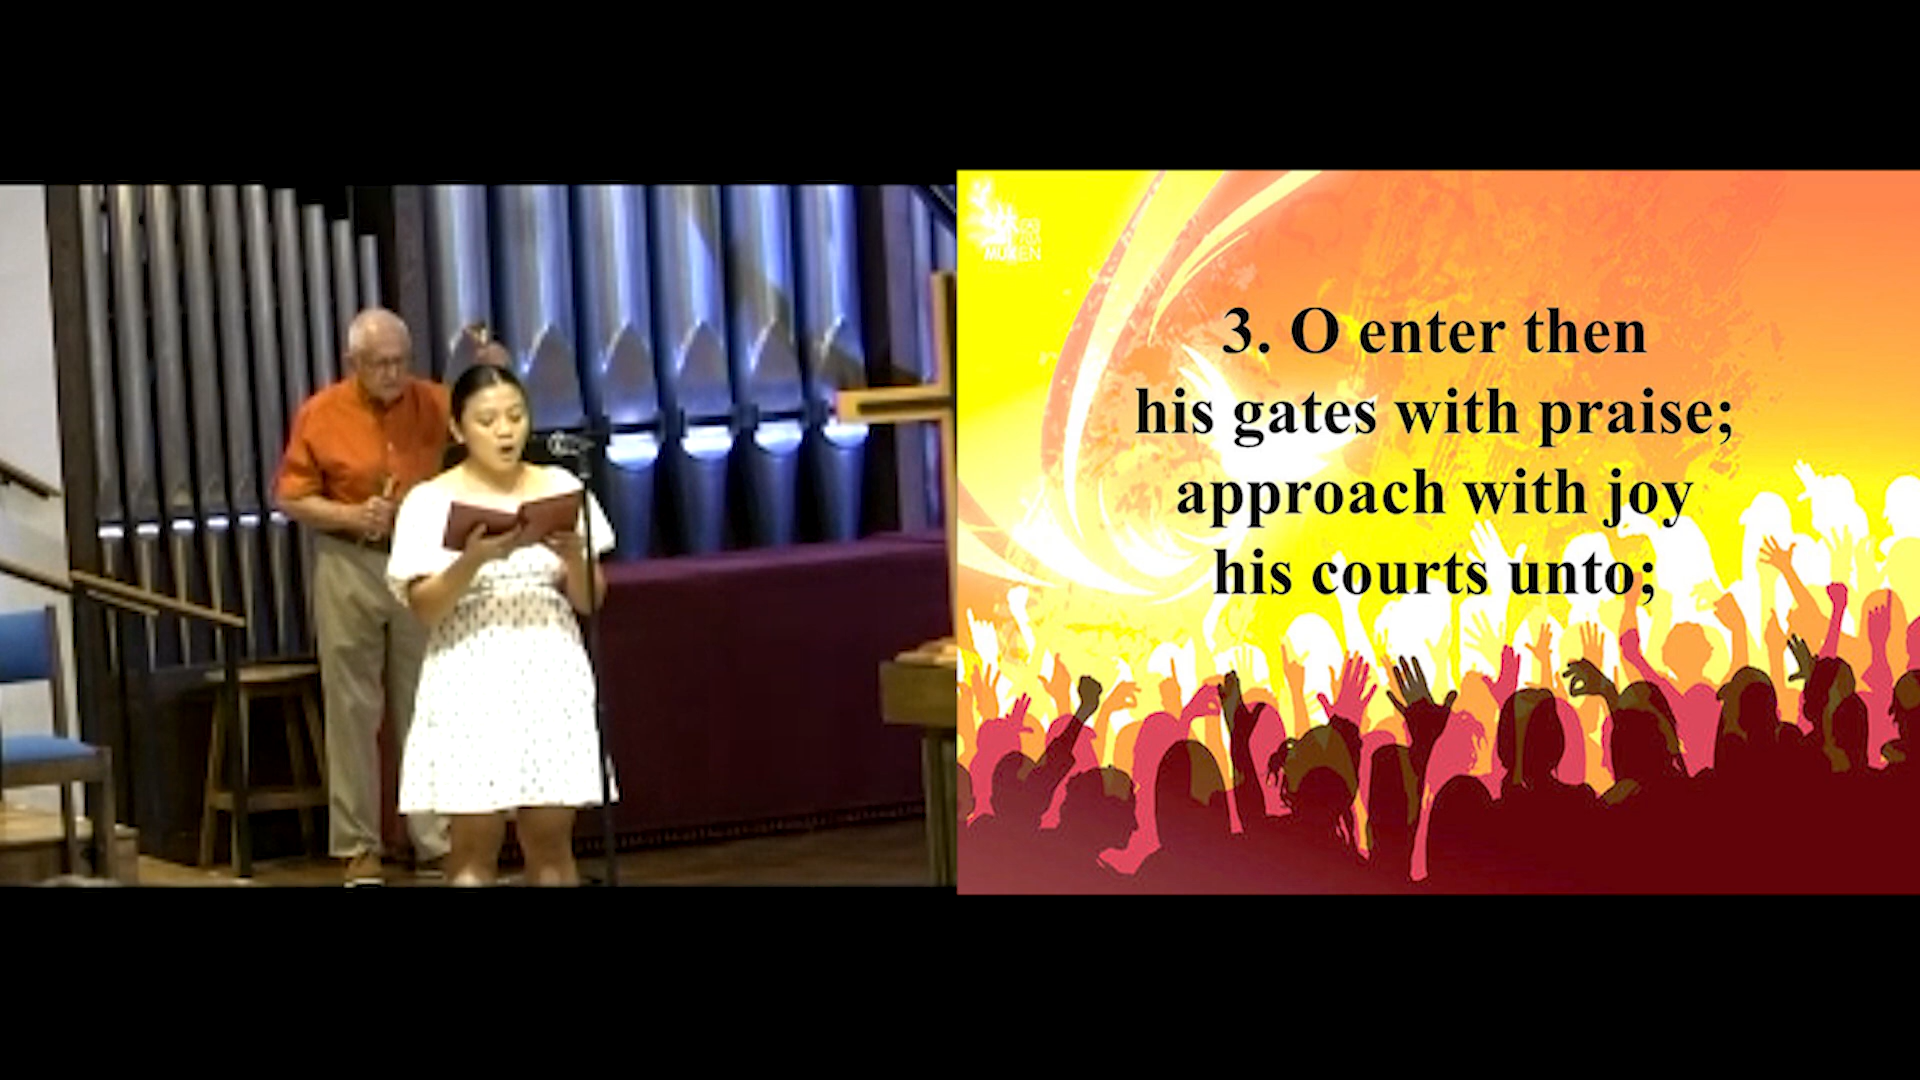 3. O enter then
his gates with praise;
approach with joy
his courts unto;